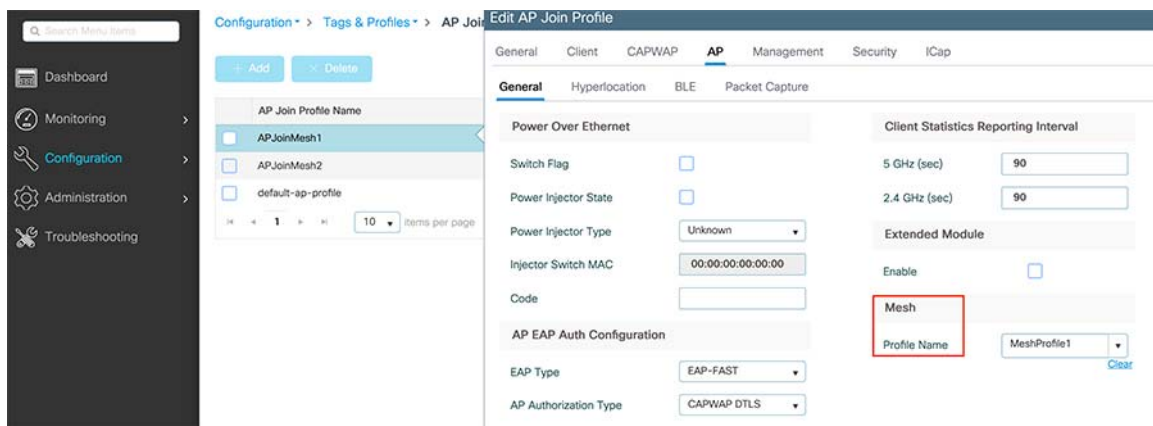 Search Menu Items
Dashboard
Monitoring
Configuration
Administration
Troubleshooting
Configuration > Tags & Profiles > AP Joi
+ Add
× Delete
AP Join Profile Name
APJoinMesh1
APJoinMesh2
default-ap-profile
1
10 items per page
Edit AP Join Profile
General Client CAPWAP AP Management Security ICap
General Hyperlocation BLE Packet Capture
Power Over Ethernet
Switch Flag
Power Injector State
Power Injector Type Unknown
Injector Switch MAC 00:00:00:00:00:00
Code
AP EAP Auth Configuration
EAP Type EAP-FAST
AP Authorization Type CAPWAP DTLS
Client Statistics Reporting Interval
5 GHz (sec) 90
2.4 GHz (sec) 90
Extended Module
Enable
Mesh
Profile Name MeshProfile1
Clear